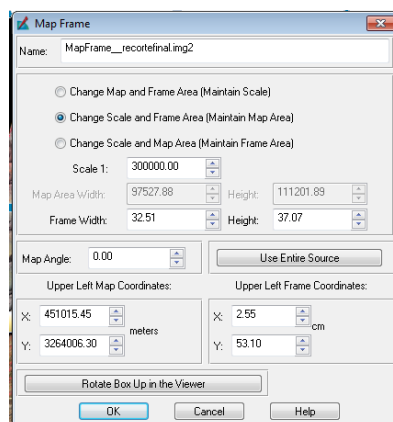 Map Frame
Name: MapFrame__recortefinal.img2
Change Map and Frame Area (Maintain Scale)
Change Scale and Frame Area (Maintain Map Area)
Change Scale and Map Area (Maintain Frame Area)
Scale 1: 300000.00
Map Area Width: 97527.88 Height: 111201.89
Frame Width: 32.51 Height: 37.07
Map Angle: 0.00 Use Entire Source
Upper Left Map Coordinates: Upper Left Frame Coordinates:
X: 451015.45 X: 2.55
meters cm
Y: 3264006.30 Y: 53.10
Rotate Box Up in the Viewer
OK Cancel Help